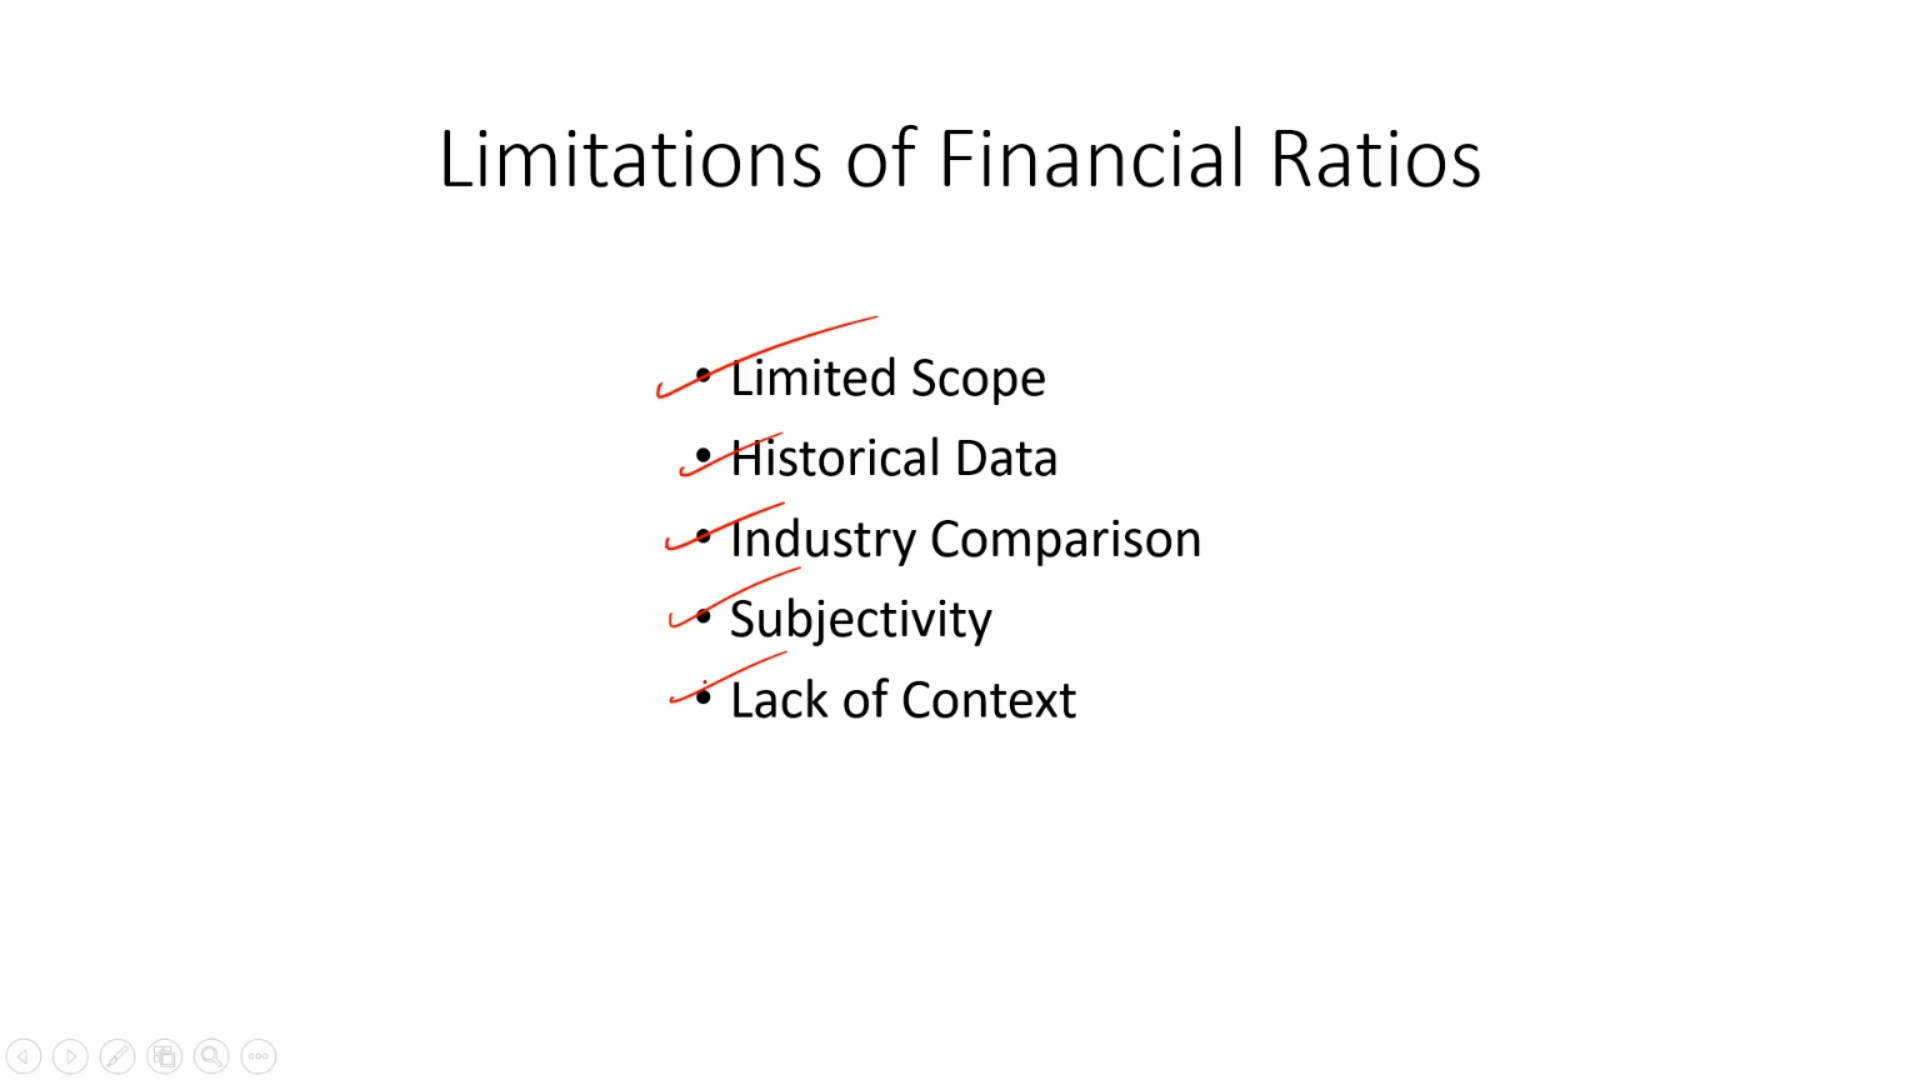 Limitations of Financial Ratios
• Limited Scope
• Historical Data
• Industry Comparison
• Subjectivity
• Lack of Context